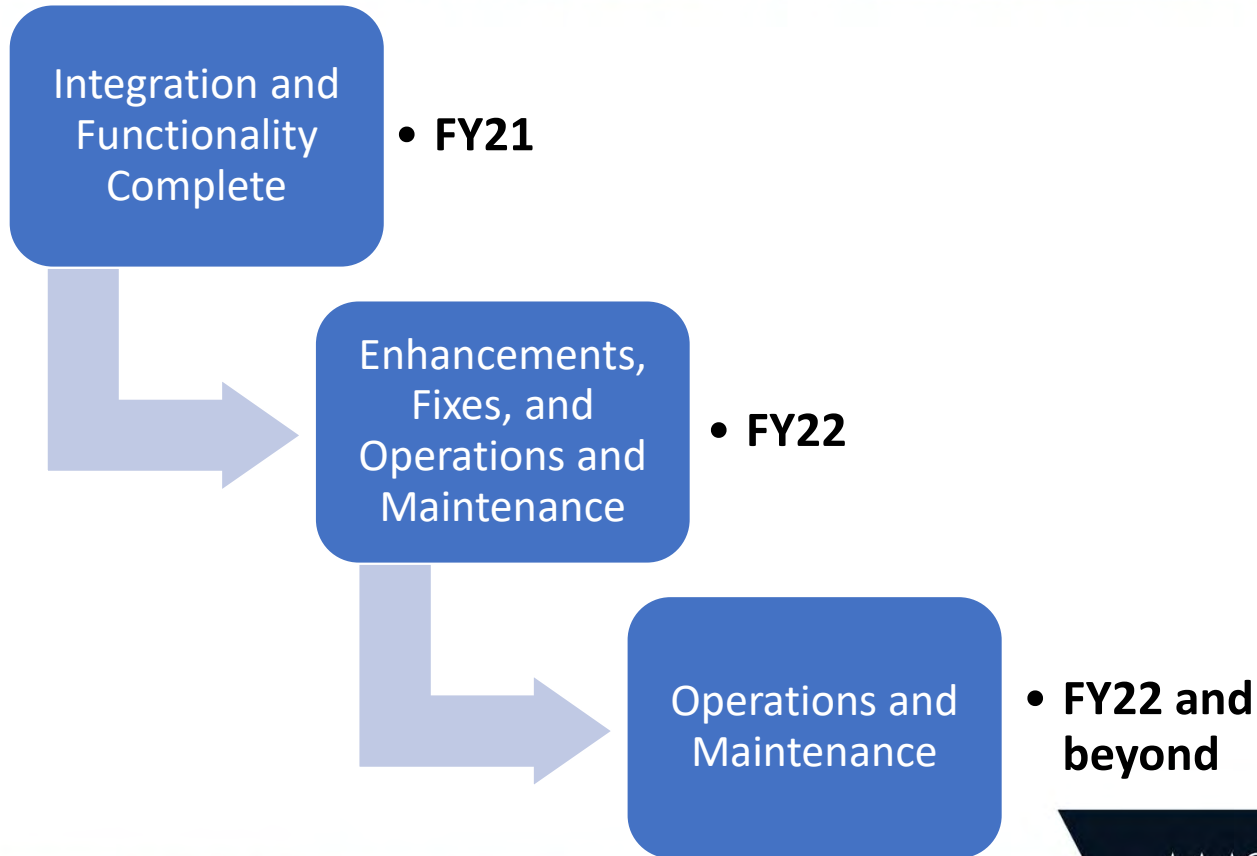 Integration and
Functionality
Complete
• FY21
Enhancements,
Fixes, and
Operations and
Maintenance
• FY22
Operations and
Maintenance
• FY22 and
beyond